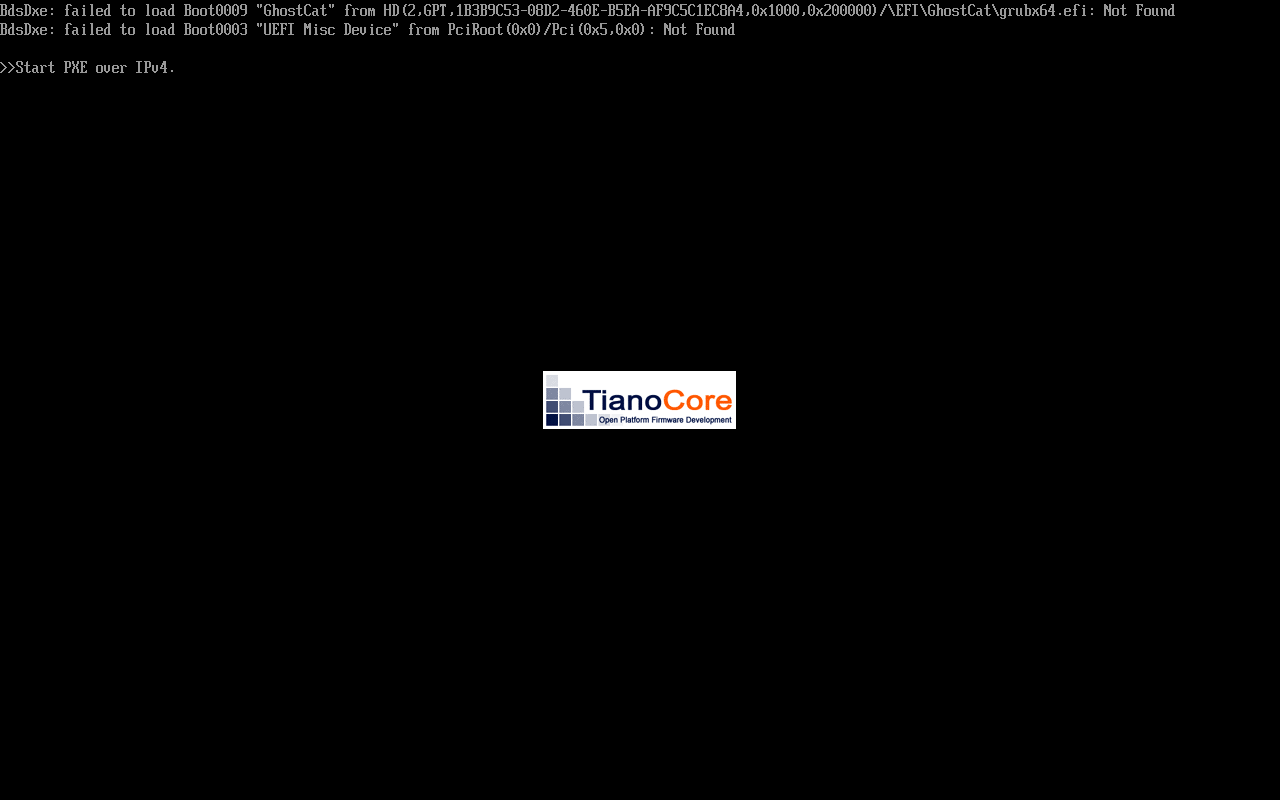 BdsDxe: failed to load Boot0009 "GhostCat" from HD(2,GPT,1B3B9C53-08D2-460E-B5EA-AF9C5C1EC8A4,0x1000,0x200000)/\EFI\GhostCat\grubx64.efi: Not Found
BdsDxe: failed to load Boot0003 "UEFI Misc Device" from PciRoot(0x0)/Pci(0x5,0x0): Not Found
>>Start PXE over IPv4.
TianoCore
Open Platform Firmware Development